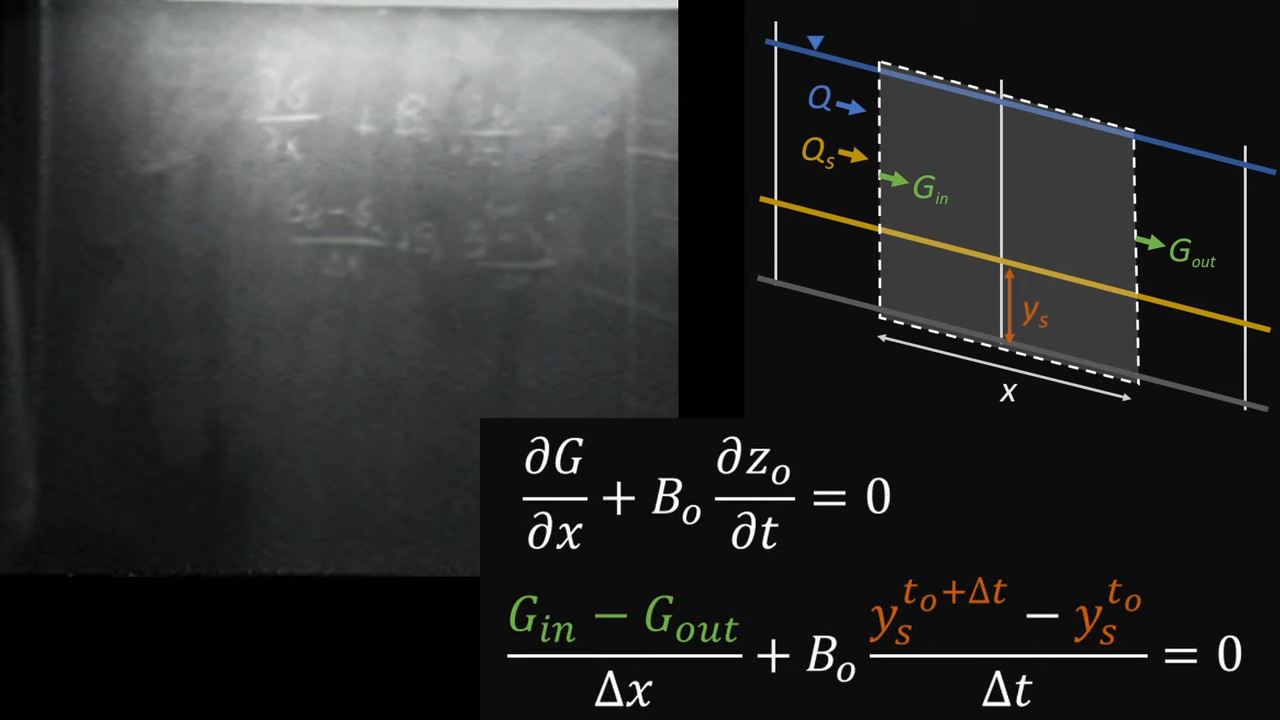 Q
Qs
Gin
Gout
ys
x
∂G/∂x + Bo ∂zo/∂t = 0
(Gin − Gout)/Δx + Bo (ys^(to+Δt) − ys^(to))/Δt = 0